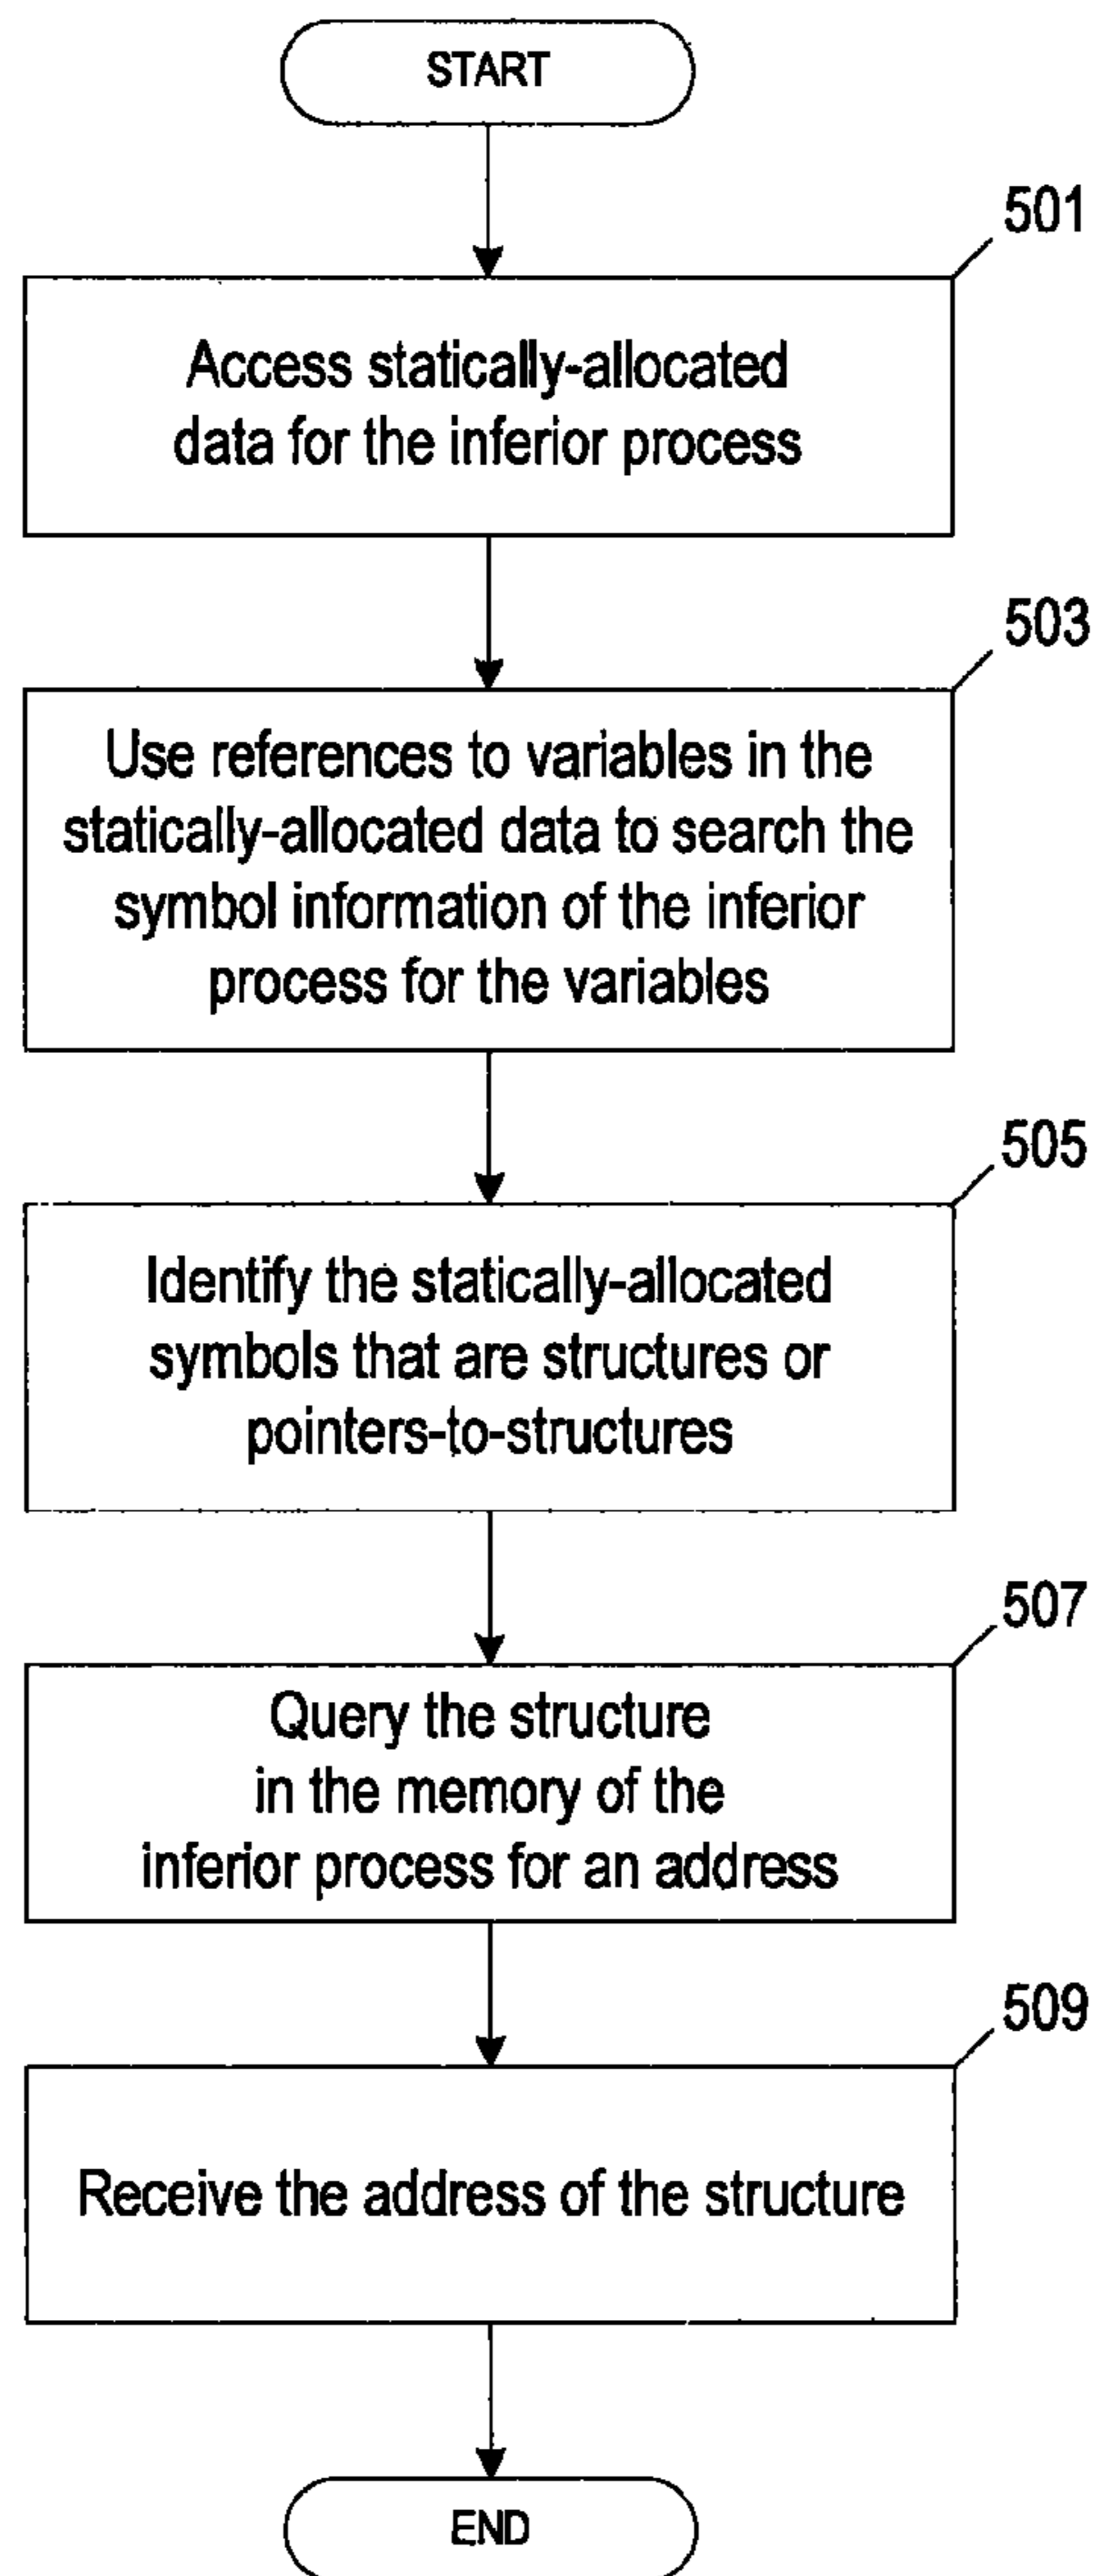 START
501
Access statically-allocated
data for the inferior process
503
Use references to variables in the
statically-allocated data to search the
symbol information of the inferior
process for the variables
505
Identify the statically-allocated
symbols that are structures or
pointers-to-structures
507
Query the structure
in the memory of the
inferior process for an address
509
Receive the address of the structure
END